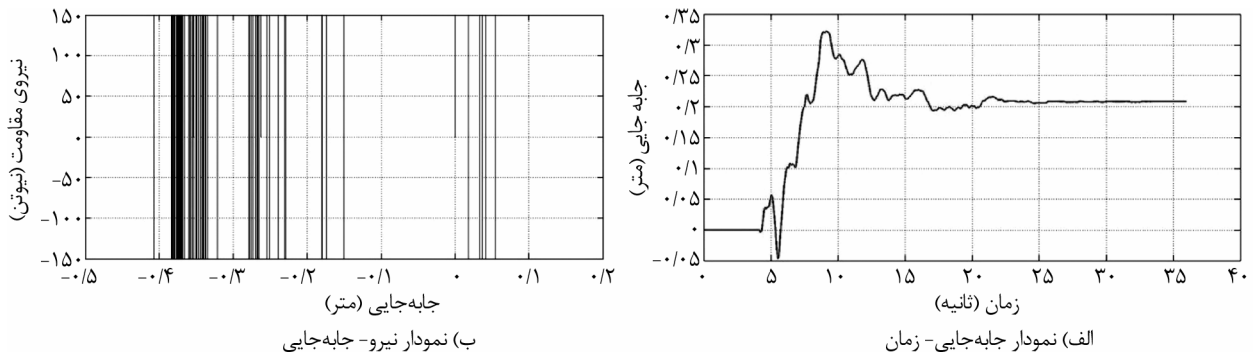 ۰/۳۵
۰/۳
۰/۲۵
۰/۲
۰/۱۵
۰/۱
۰/۰۵
۰
-۰/۰۵
جابه جایی (متر)
۰ ۵ ۱۰ ۱۵ ۲۰ ۲۵ ۳۰ ۳۵ ۴۰
زمان (ثانیه)
الف) نمودار جابه‌جایی- زمان
۱۵۰
۱۰۰
۵۰
۰
-۵۰
-۱۰۰
-۱۵۰
نیروی مقاومت (نیوتن)
-۰/۵ -۰/۴ -۰/۳ -۰/۲ -۰/۱ ۰ ۰/۱ ۰/۲
جابه‌جایی (متر)
ب) نمودار نیرو- جابه‌جایی